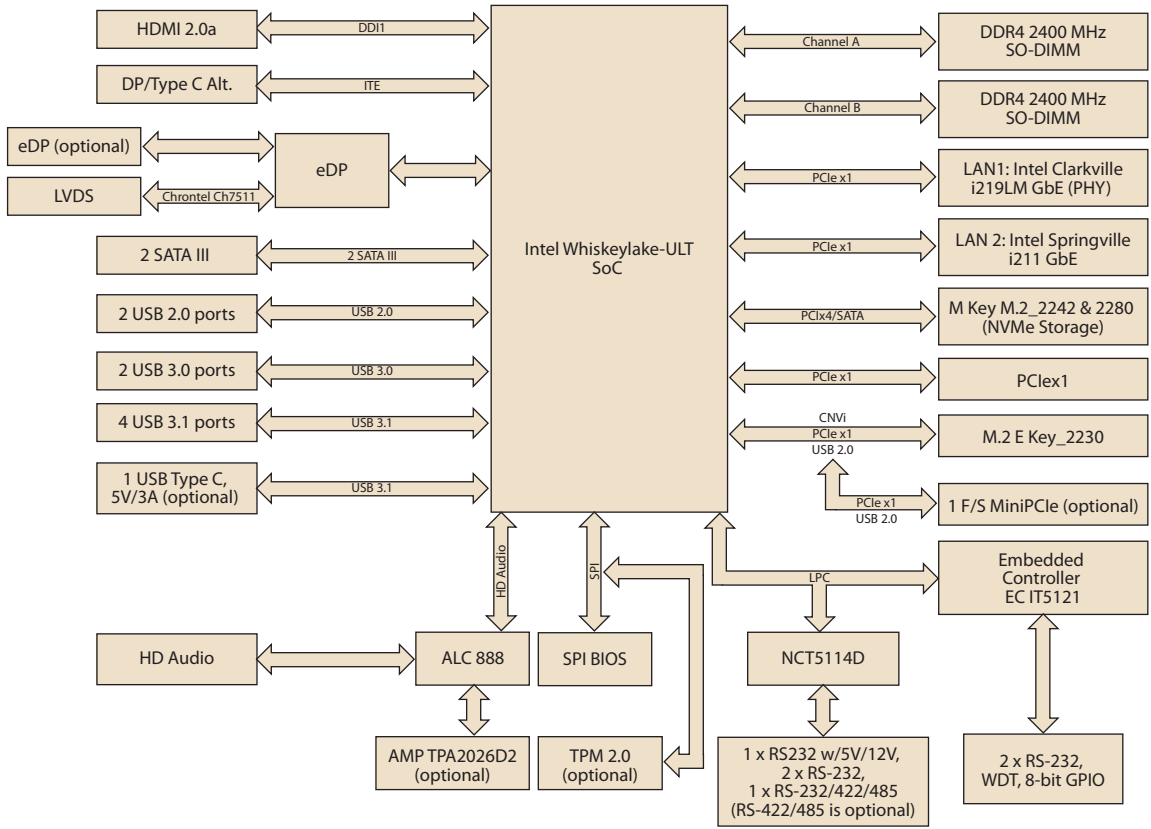 HDMI 2.0a
DDI1
DP/Type C Alt.
ITE
eDP (optional)
eDP
LVDS
Chrontel Ch7511
2 SATA III
2 SATA III
2 USB 2.0 ports
USB 2.0
2 USB 3.0 ports
USB 3.0
4 USB 3.1 ports
USB 3.1
1 USB Type C,
5V/3A (optional)
USB 3.1
Intel Whiskeylake-ULT
SoC
Channel A
DDR4 2400 MHz
SO-DIMM
Channel B
DDR4 2400 MHz
SO-DIMM
PCIe x1
LAN1: Intel Clarkville
i219LM GbE (PHY)
PCIe x1
LAN 2: Intel Springville
i211 GbE
PCIx4/SATA
M Key M.2_2242 & 2280
(NVMe Storage)
PCIe x1
PCIex1
CNVi
PCIe x1
USB 2.0
M.2 E Key_2230
PCIe x1
USB 2.0
1 F/S MiniPCIe (optional)
HD Audio
SPI
LPC
Embedded
Controller
EC IT5121
HD Audio
ALC 888
SPI BIOS
NCT5114D
AMP TPA2026D2
(optional)
TPM 2.0
(optional)
1 x RS232 w/5V/12V,
2 x RS-232,
1 x RS-232/422/485
(RS-422/485 is optional)
2 x RS-232,
WDT, 8-bit GPIO